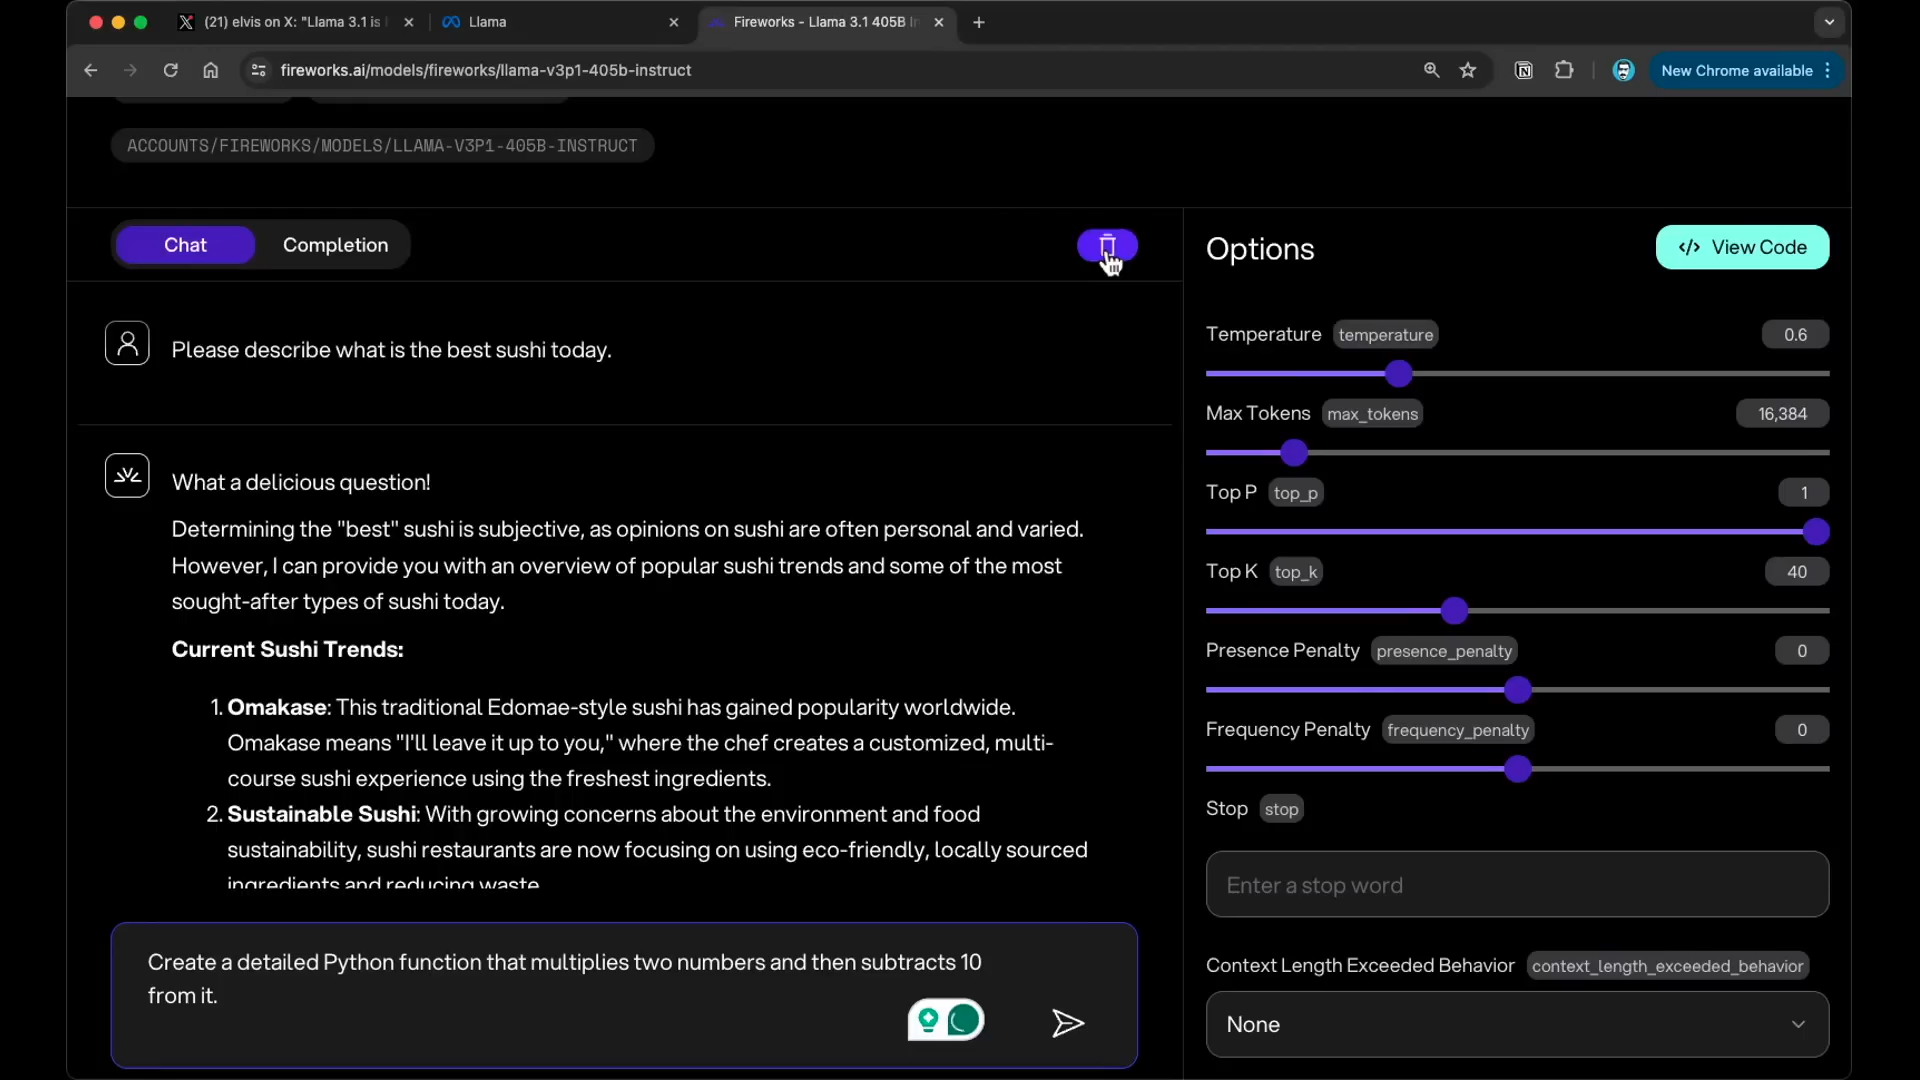 (21) elvis on X: "Llama 3.1 is
Llama
Fireworks - Llama 3.1 405B In
fireworks.ai/models/fireworks/llama-v3p1-405b-instruct
New Chrome available
ACCOUNTS/FIREWORKS/MODELS/LLAMA-V3P1-405B-INSTRUCT
Chat
Completion
Please describe what is the best sushi today.
What a delicious question!
Determining the "best" sushi is subjective, as opinions on sushi are often personal and varied.
However, I can provide you with an overview of popular sushi trends and some of the most
sought-after types of sushi today.
Current Sushi Trends:
1. Omakase: This traditional Edomae-style sushi has gained popularity worldwide.
Omakase means "I'll leave it up to you," where the chef creates a customized, multi-
course sushi experience using the freshest ingredients.
2. Sustainable Sushi: With growing concerns about the environment and food
sustainability, sushi restaurants are now focusing on using eco-friendly, locally sourced
ingredients and reducing waste.
Create a detailed Python function that multiplies two numbers and then subtracts 10
from it.
Options
</> View Code
Temperature temperature 0.6
Max Tokens max_tokens 16,384
Top P top_p 1
Top K top_k 40
Presence Penalty presence_penalty 0
Frequency Penalty frequency_penalty 0
Stop stop
Enter a stop word
Context Length Exceeded Behavior context_length_exceeded_behavior
None